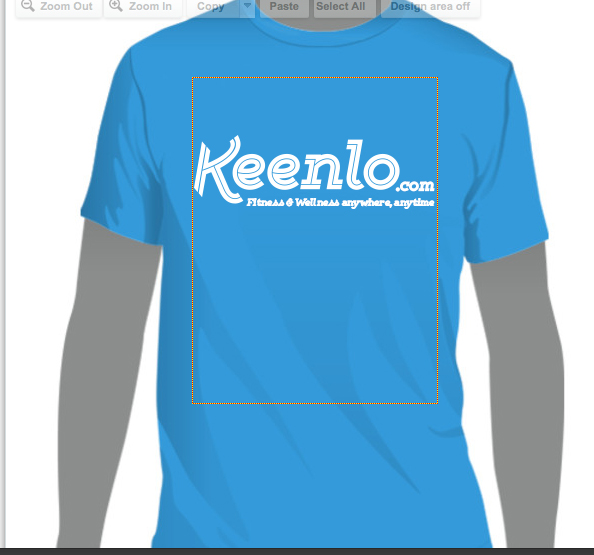 Zoom Out Zoom In Copy Paste Select All Design area off
Keenlo.com
Fitness & Wellness anywhere, anytime